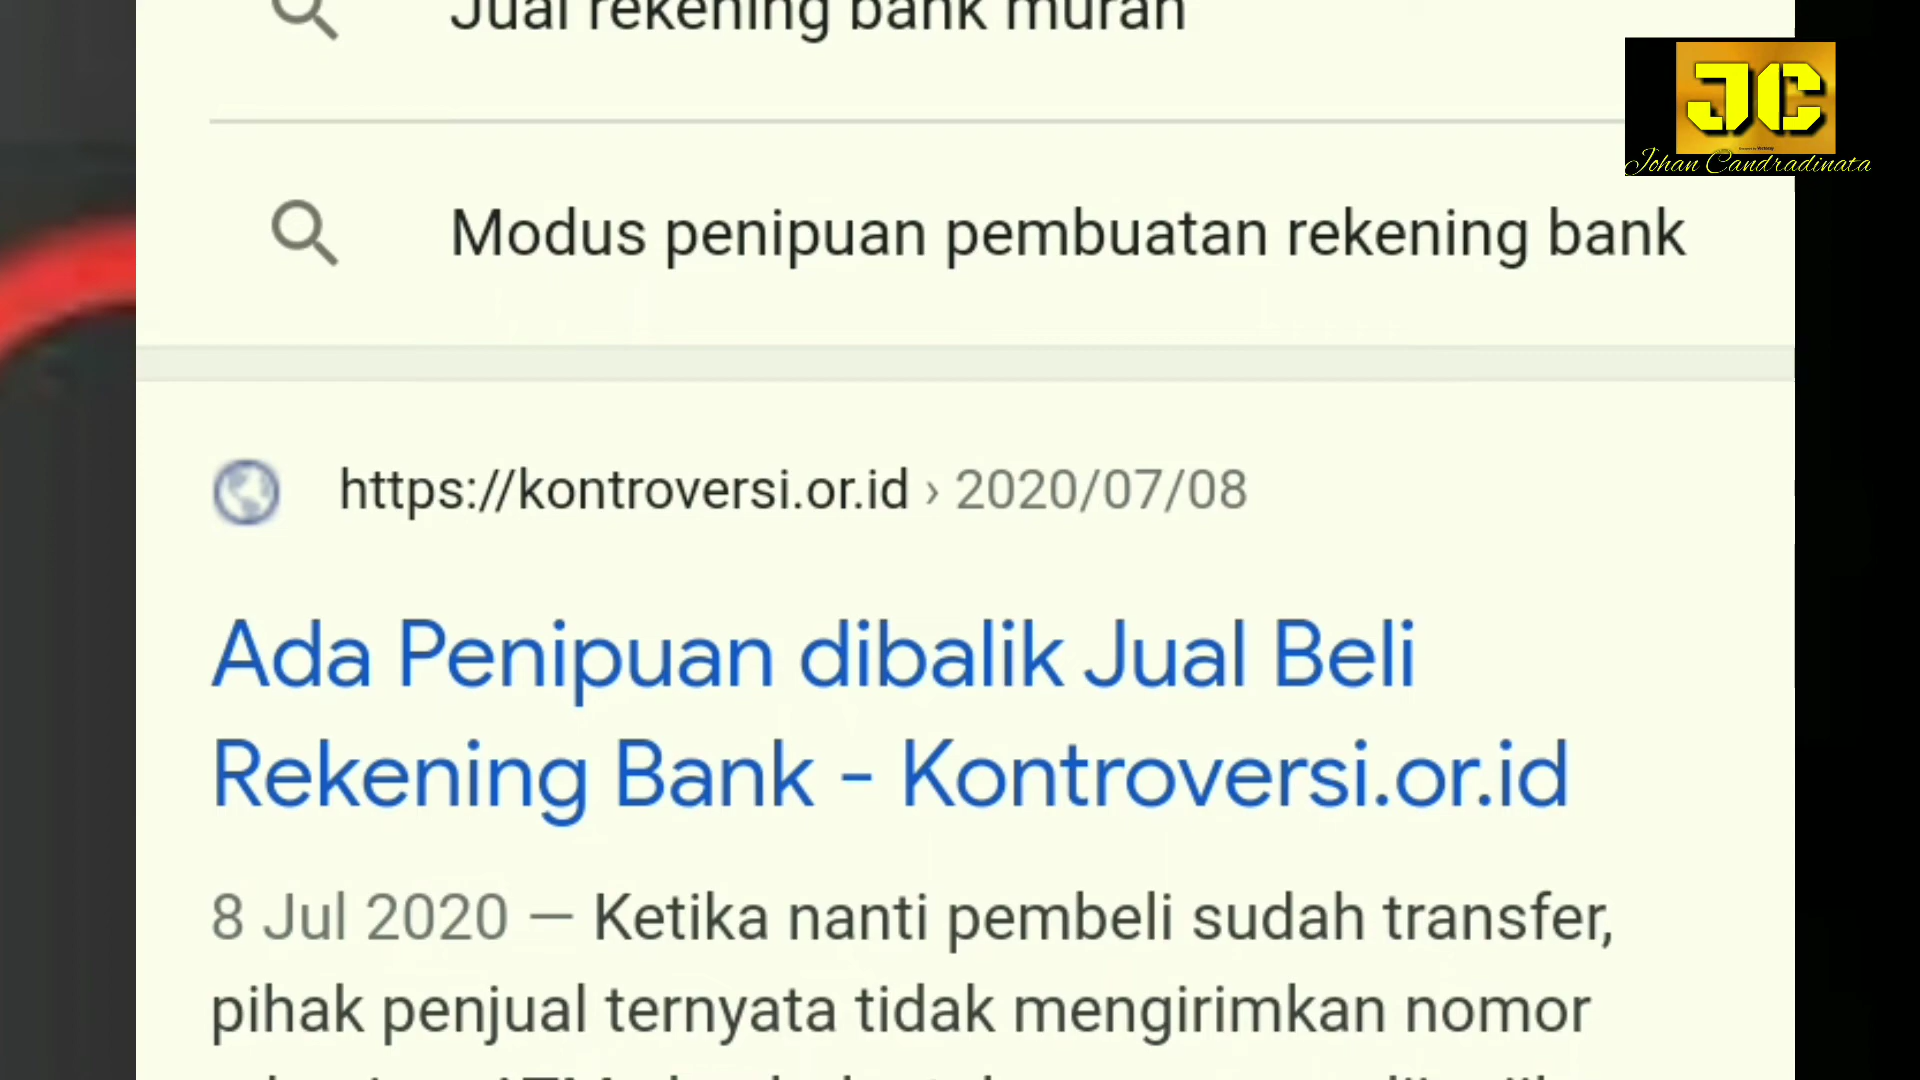 Jual rekening bank murah
JC
Johan Candradinata
Modus penipuan pembuatan rekening bank
https://kontroversi.or.id › 2020/07/08
Ada Penipuan dibalik Jual Beli
Rekening Bank - Kontroversi.or.id
8 Jul 2020 — Ketika nanti pembeli sudah transfer,
pihak penjual ternyata tidak mengirimkan nomor